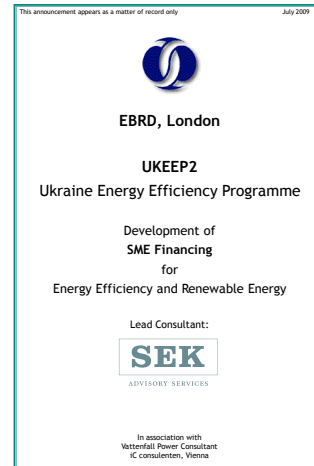 This announcement appears as a matter of record only July 2009
EBRD, London
UKEEP2
Ukraine Energy Efficiency Programme
Development of
SME Financing
for
Energy Efficiency and Renewable Energy
Lead Consultant:
SEK
ADVISORY SERVICES
In association with
Vattenfall Power Consultant
iC consulenten, Vienna